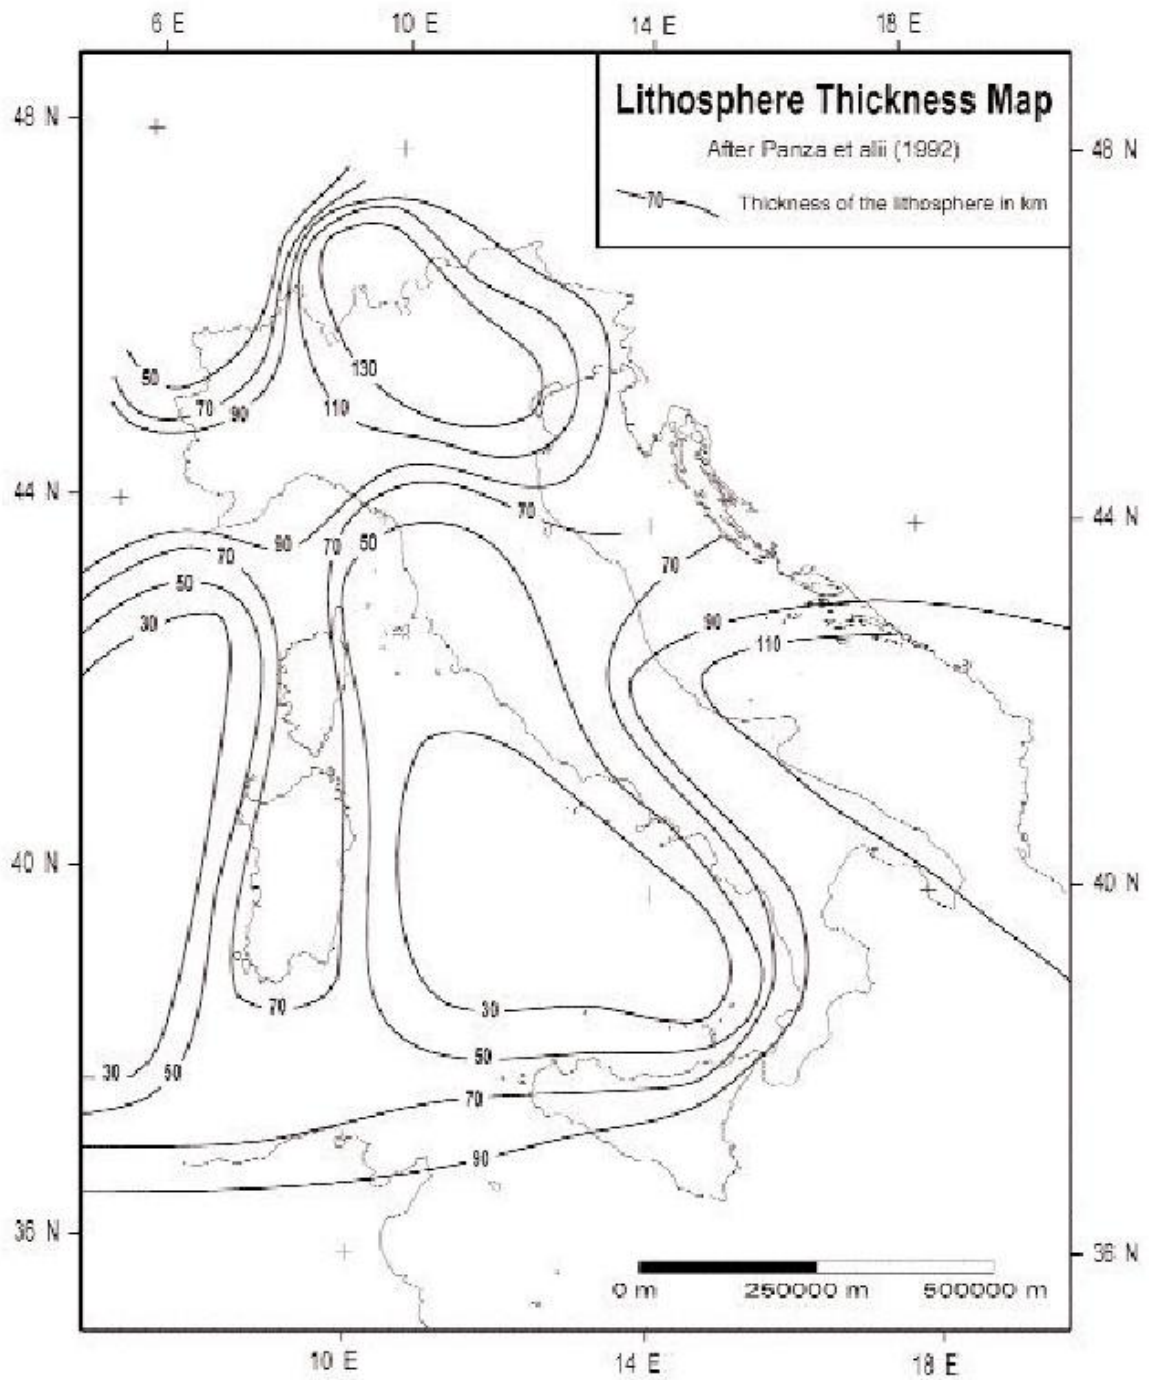 6 E 10 E 14 E 18 E
Lithosphere Thickness Map
After Panza et alii (1992)
70 Thickness of the lithosphere in km
48 N
48 N
130
50
70
90
110
44 N
44 N
70
90
70
50
70
70
50
30
90
110
40 N
40 N
70
30
30
50
50
70
90
36 N
36 N
0 m 250000 m 500000 m
10 E 14 E 18 E